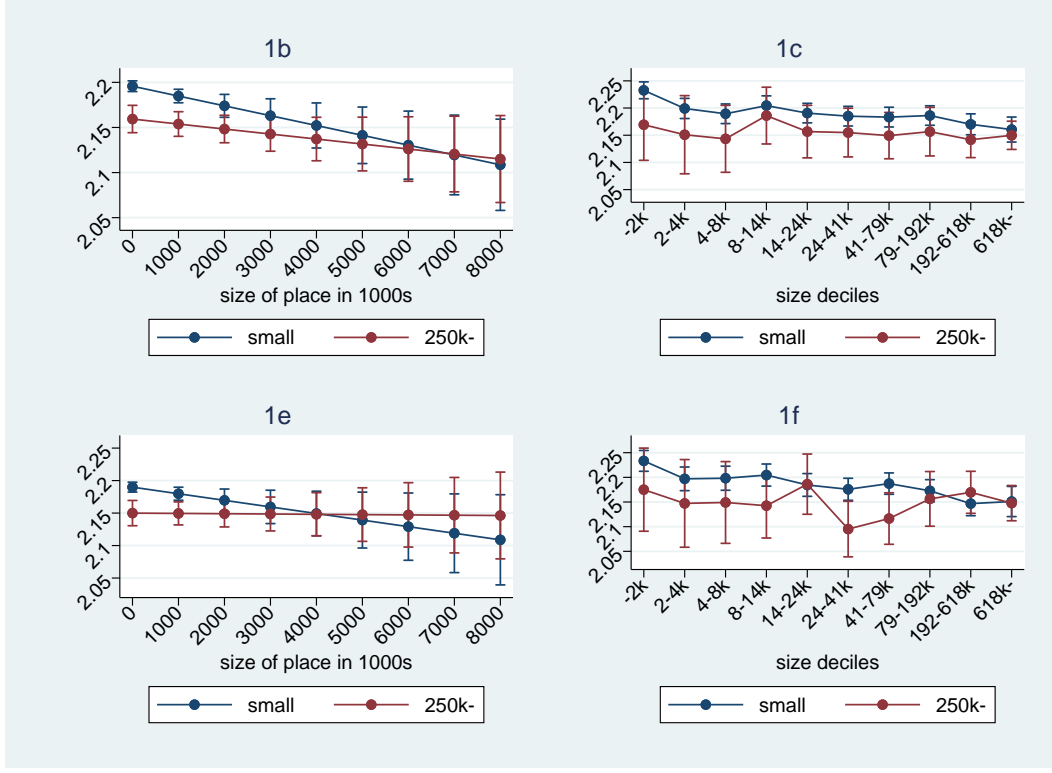 1b
2.2
2.15
2.1
2.05
0 1000 2000 3000 4000 5000 6000 7000 8000
size of place in 1000s
small 250k-
1c
2.25
2.2
2.15
2.1
2.05
-2k 2-4k 4-8k 8-14k 14-24k 24-41k 41-79k 79-192k 192-618k 618k-
size deciles
small 250k-
1e
2.25
2.2
2.15
2.1
2.05
0 1000 2000 3000 4000 5000 6000 7000 8000
size of place in 1000s
small 250k-
1f
2.25
2.2
2.15
2.1
2.05
-2k 2-4k 4-8k 8-14k 14-24k 24-41k 41-79k 79-192k 192-618k 618k-
size deciles
small 250k-